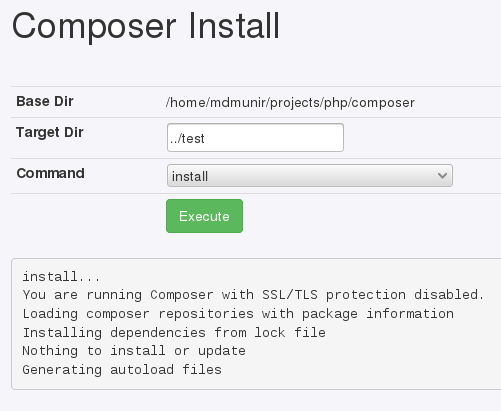 Composer Install
Base Dir /home/mdmunir/projects/php/composer
Target Dir ../test
Command install
Execute
install...
You are running Composer with SSL/TLS protection disabled.
Loading composer repositories with package information
Installing dependencies from lock file
Nothing to install or update
Generating autoload files